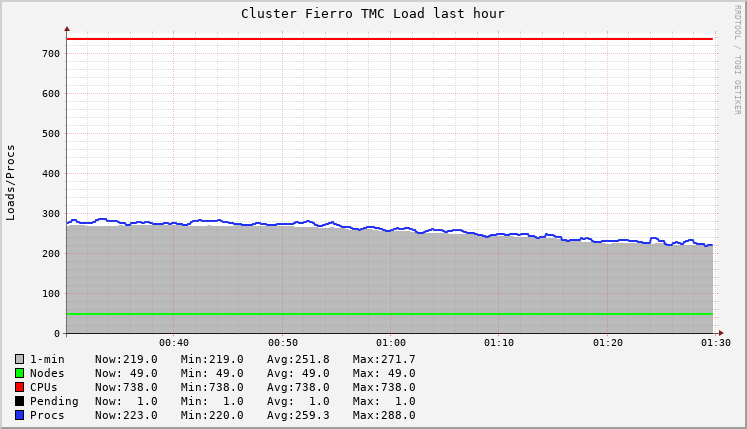 Cluster Fierro TMC Load last hour
RRDTOOL / TOBI OETIKER
Loads/Procs
700
600
500
400
300
200
100
0
00:40 00:50 01:00 01:10 01:20 01:30
1-min Now:219.0 Min:219.0 Avg:251.8 Max:271.7
Nodes Now: 49.0 Min: 49.0 Avg: 49.0 Max: 49.0
CPUs Now:738.0 Min:738.0 Avg:738.0 Max:738.0
Pending Now: 1.0 Min: 1.0 Avg: 1.0 Max: 1.0
Procs Now:223.0 Min:220.0 Avg:259.3 Max:288.0